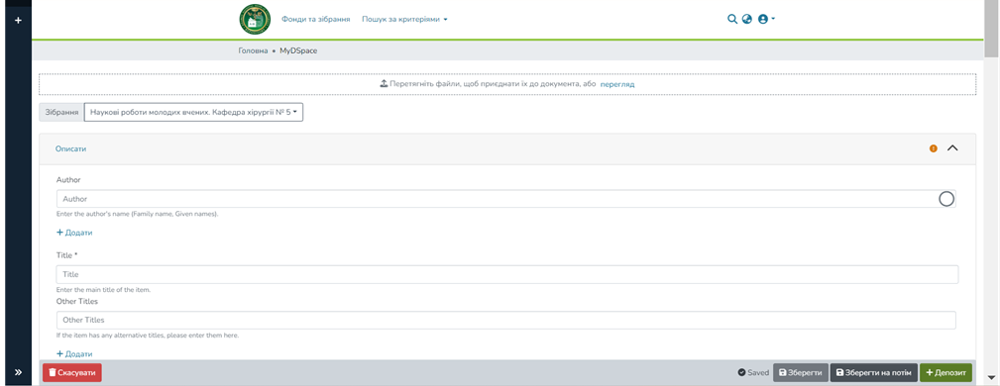 Фонди та зібрання Пошук за критеріями
Головна • MyDSpace
Перетягніть файли, щоб приєднати їх до документа, або перегляд
Зібрання Наукові роботи молодих вчених. Кафедра хірургії № 5
Описати
Author
Author
Enter the author's name (Family name, Given names).
+ Додати
Title *
Title
Enter the main title of the item.
Other Titles
Other Titles
If the item has any alternative titles, please enter them here.
+ Додати
Скасувати Saved Зберегти Зберегти на потім + Депозит